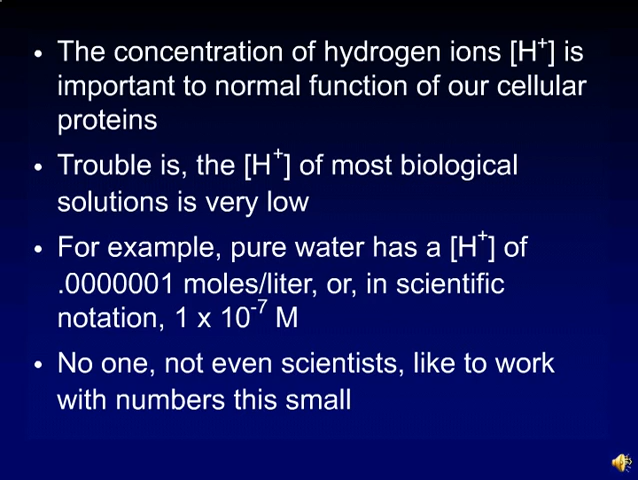 • The concentration of hydrogen ions [H⁺] is
important to normal function of our cellular
proteins
• Trouble is, the [H⁺] of most biological
solutions is very low
• For example, pure water has a [H⁺] of
.0000001 moles/liter, or, in scientific
notation, 1 x 10⁻⁷ M
• No one, not even scientists, like to work
with numbers this small